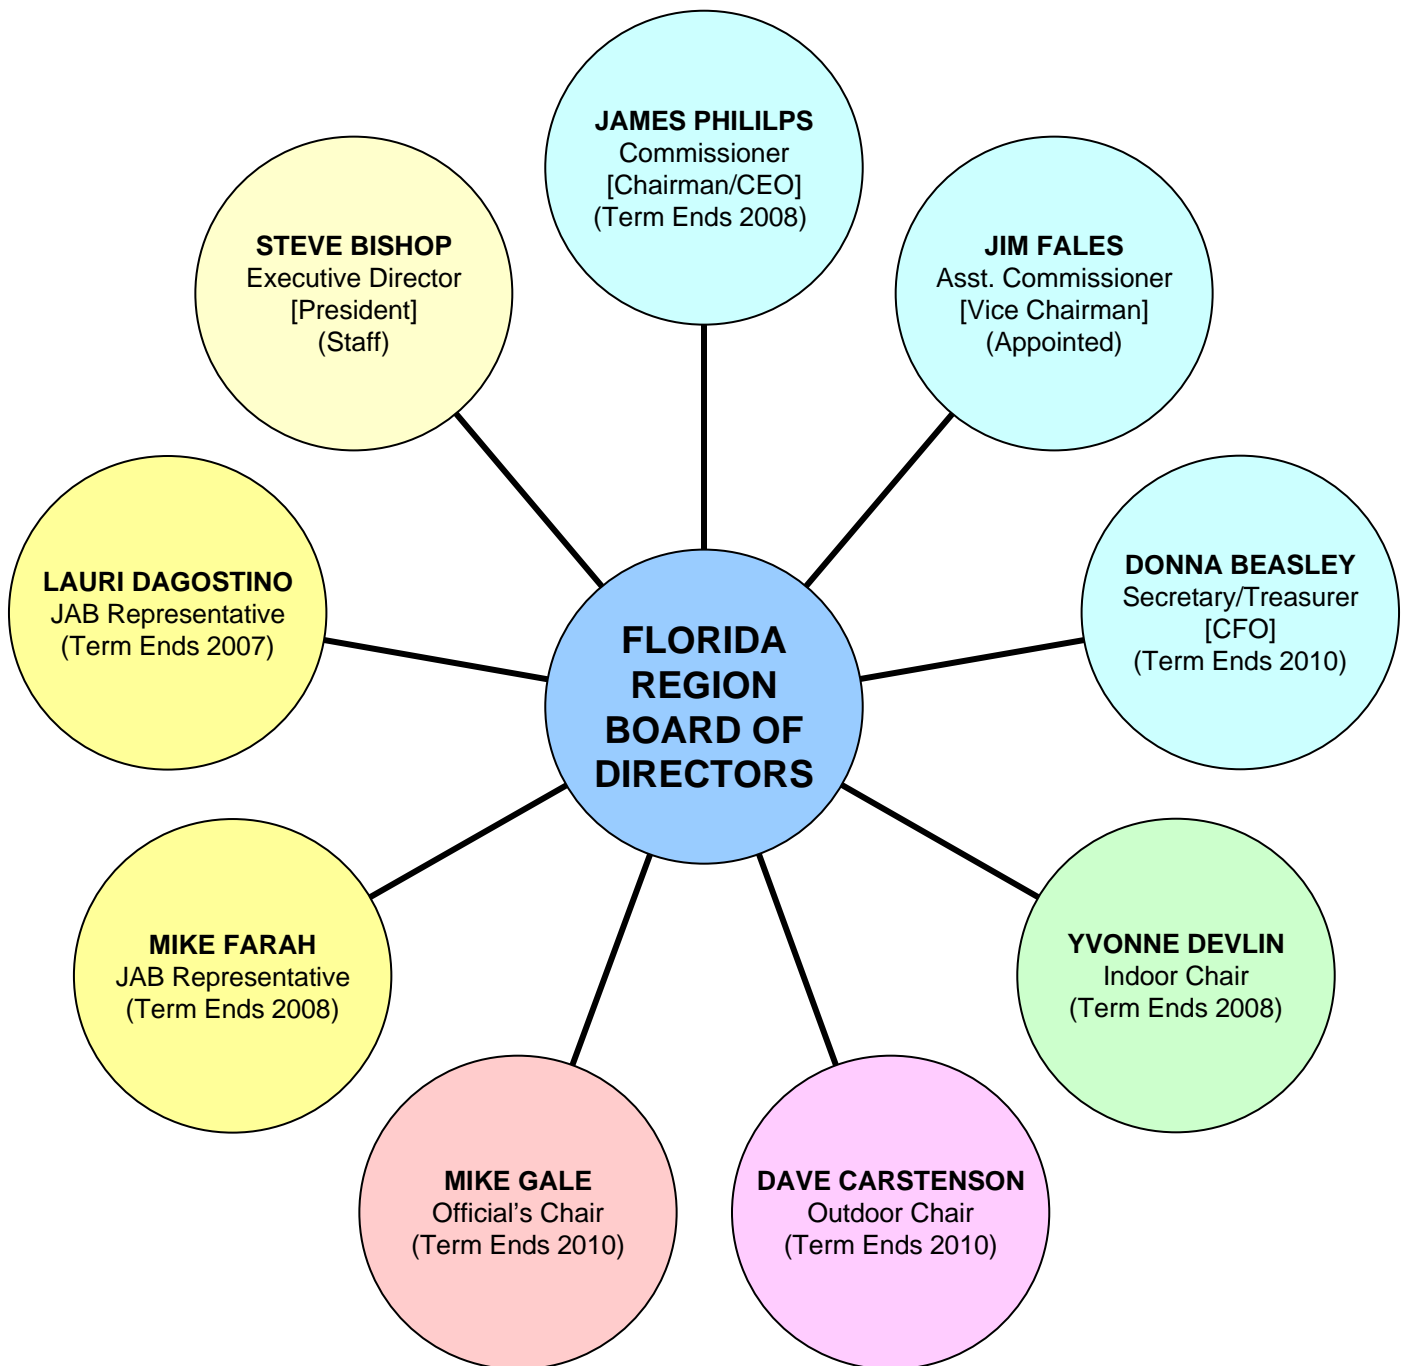 JAMES PHILILPS
Commissioner
[Chairman/CEO]
(Term Ends 2008)
JIM FALES
Asst. Commissioner
[Vice Chairman]
(Appointed)
DONNA BEASLEY
Secretary/Treasurer
[CFO]
(Term Ends 2010)
YVONNE DEVLIN
Indoor Chair
(Term Ends 2008)
DAVE CARSTENSON
Outdoor Chair
(Term Ends 2010)
MIKE GALE
Official’s Chair
(Term Ends 2010)
MIKE FARAH
JAB Representative
(Term Ends 2008)
LAURI DAGOSTINO
JAB Representative
(Term Ends 2007)
STEVE BISHOP
Executive Director
[President]
(Staff)
FLORIDA
REGION
BOARD OF
DIRECTORS